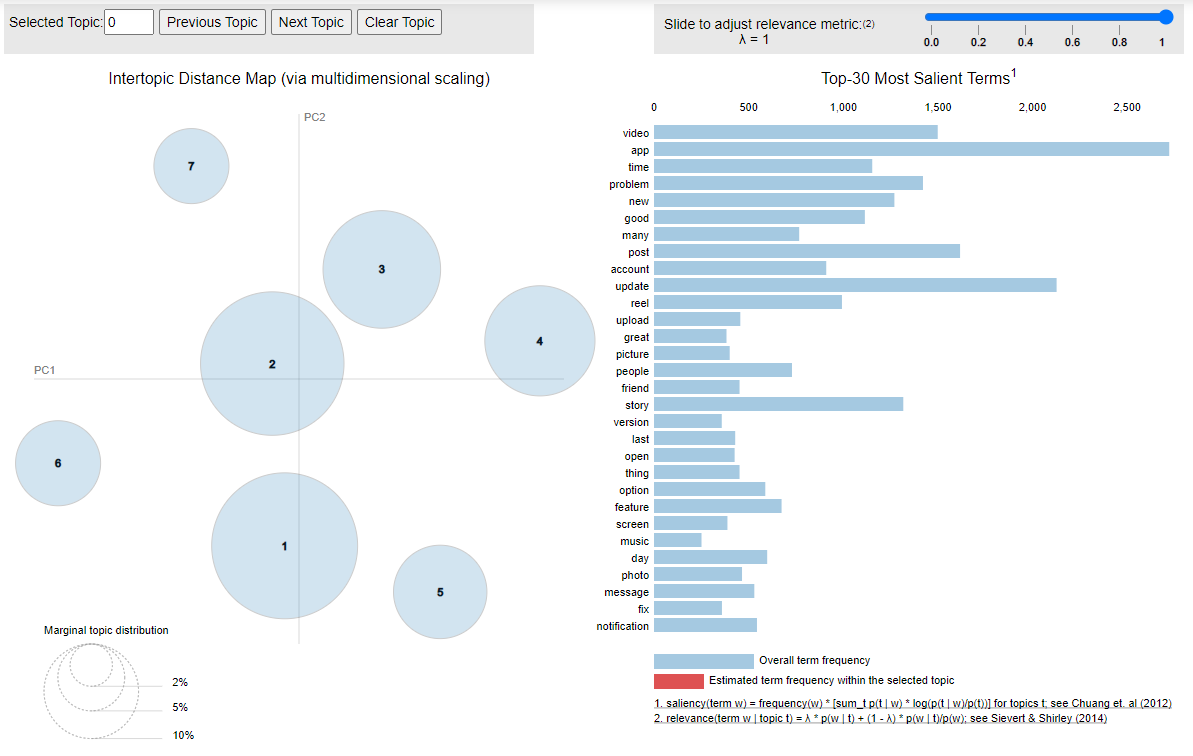 Selected Topic: 0 Previous Topic Next Topic Clear Topic
Slide to adjust relevance metric:(2)
λ = 1
0.0 0.2 0.4 0.6 0.8 1
Intertopic Distance Map (via multidimensional scaling)
PC2
PC1
7
3
4
2
6
1
5
Marginal topic distribution
2%
5%
10%
Top-30 Most Salient Terms1
0 500 1,000 1,500 2,000 2,500
video
app
time
problem
new
good
many
post
account
update
reel
upload
great
picture
people
friend
story
version
last
open
thing
option
feature
screen
music
day
photo
message
fix
notification
Overall term frequency
Estimated term frequency within the selected topic
1. saliency(term w) = frequency(w) * [sum_t p(t | w) * log(p(t | w)/p(t))] for topics t; see Chuang et. al (2012)
2. relevance(term w | topic t) = λ * p(w | t) + (1 - λ) * p(w | t)/p(w); see Sievert & Shirley (2014)